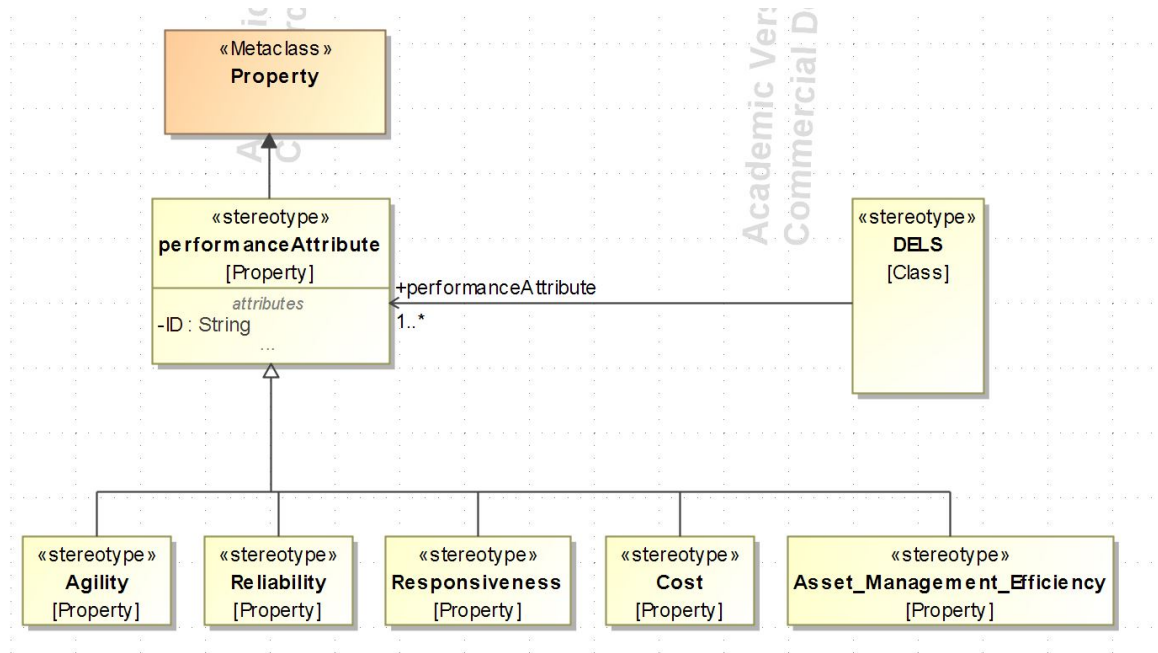 «Metaclass»
Property
«stereotype»
performanceAttribute
[Property]
attributes
-ID : String
...
+performanceAttribute
1..*
«stereotype»
DELS
[Class]
«stereotype»
Agility
[Property]
«stereotype»
Reliability
[Property]
«stereotype»
Responsiveness
[Property]
«stereotype»
Cost
[Property]
«stereotype»
Asset_Management_Efficiency
[Property]
Academic Vers
Commercial D